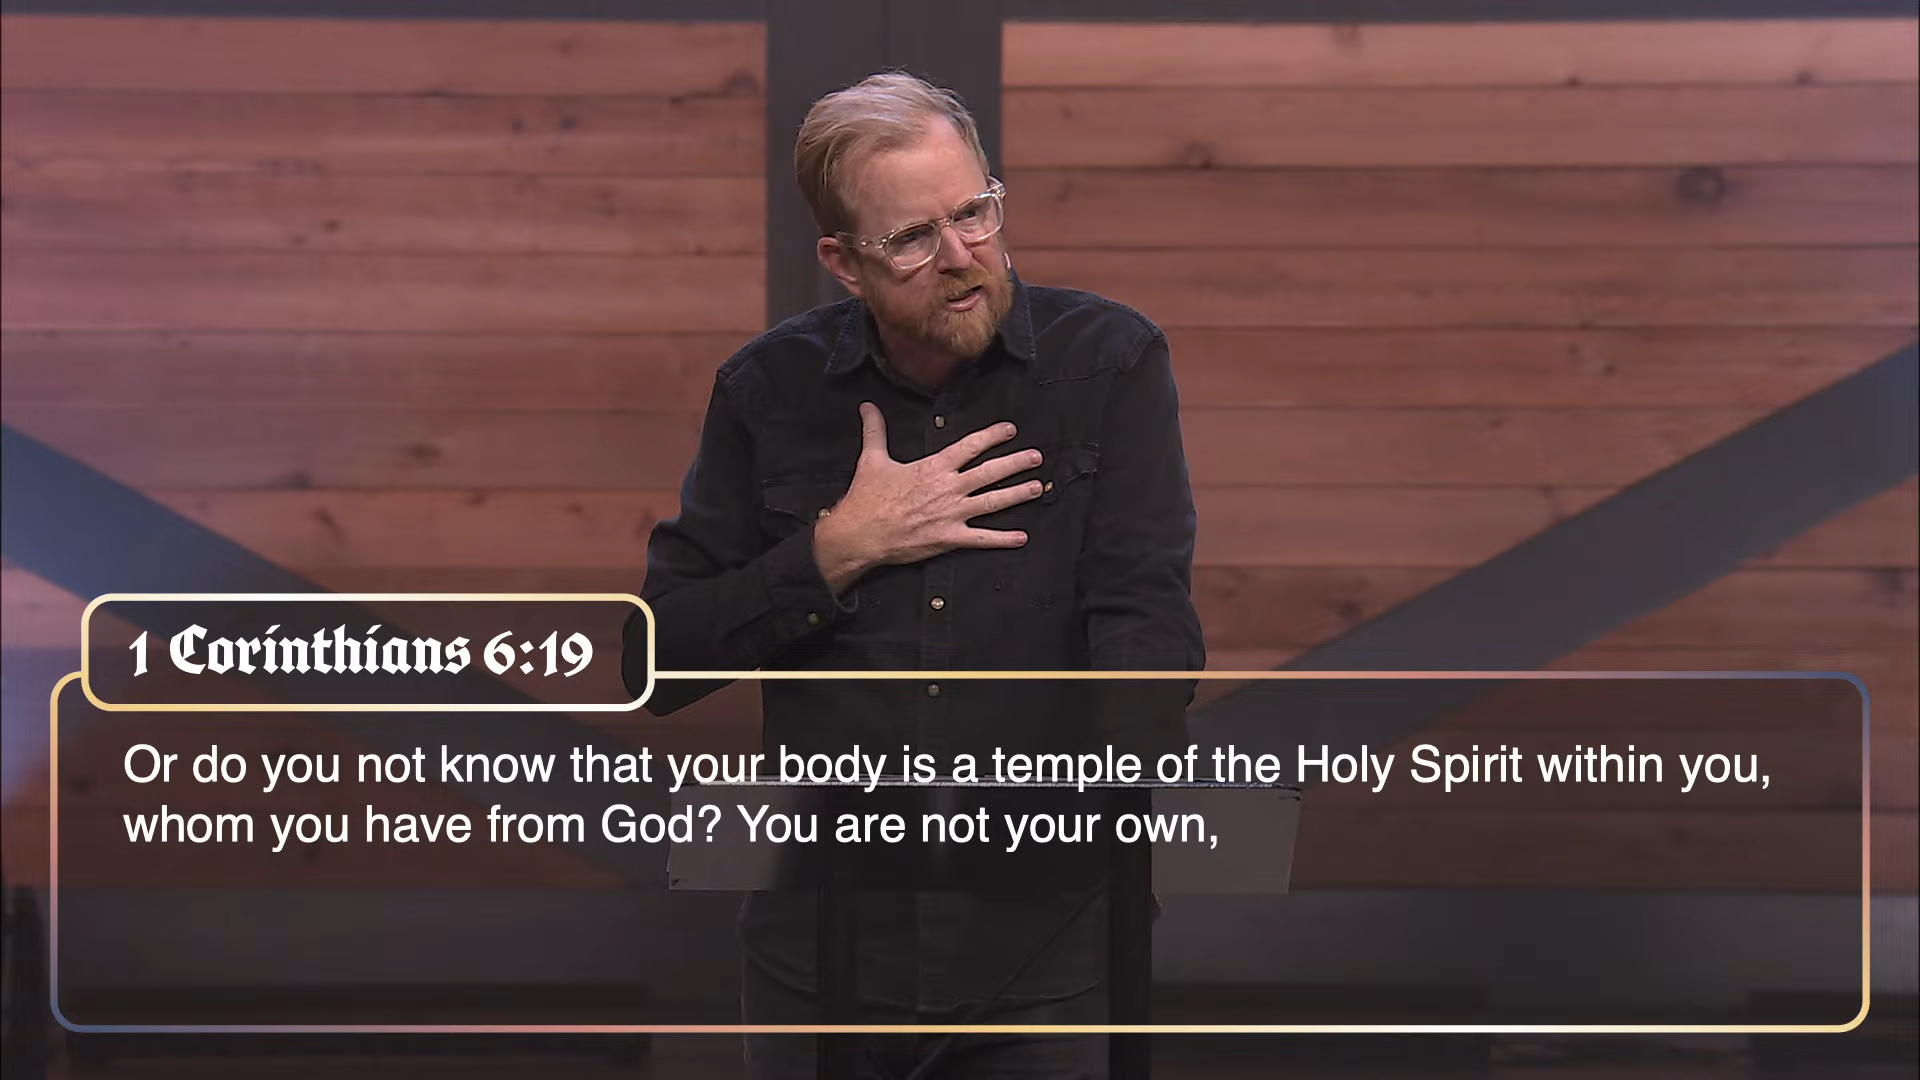 1 Corinthians 6:19
Or do you not know that your body is a temple of the Holy Spirit within you,
whom you have from God? You are not your own,